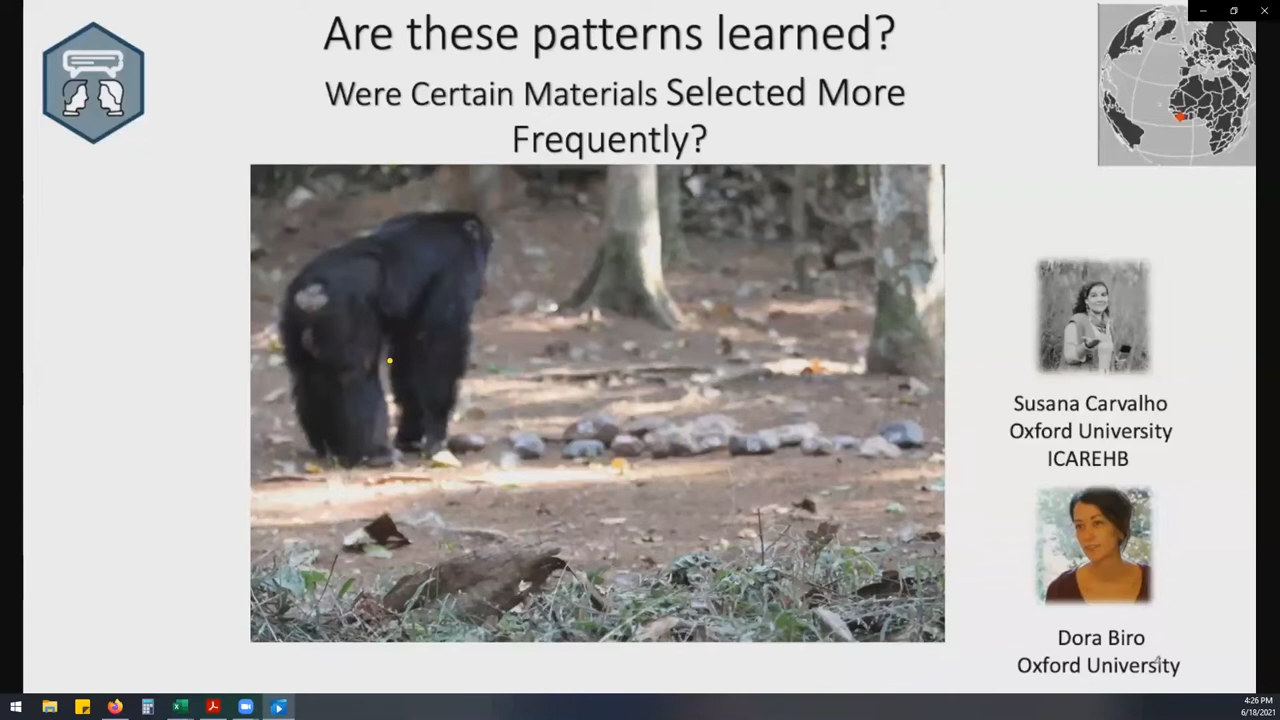 Are these patterns learned?
Were Certain Materials Selected More
Frequently?
Susana Carvalho
Oxford University
ICAREHB
Dora Biro
Oxford University
4:26 PM
6/18/2021